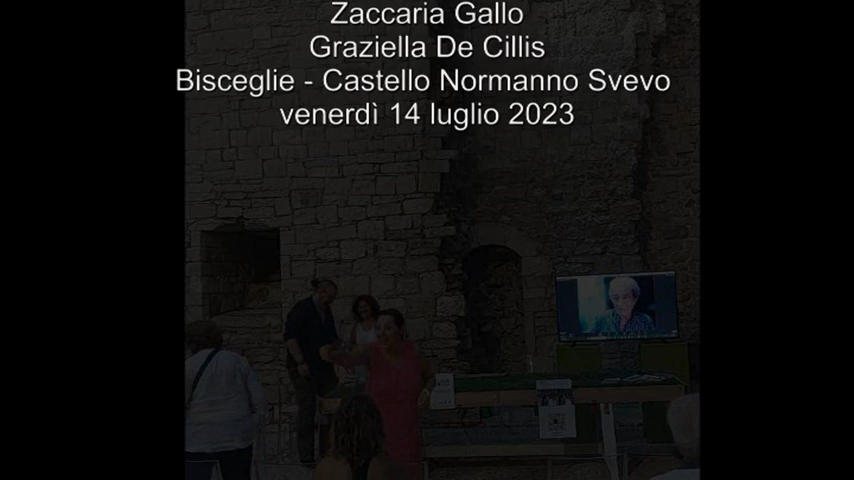 Zaccaria Gallo
Graziella De Cillis
Bisceglie - Castello Normanno Svevo
venerdì 14 luglio 2023